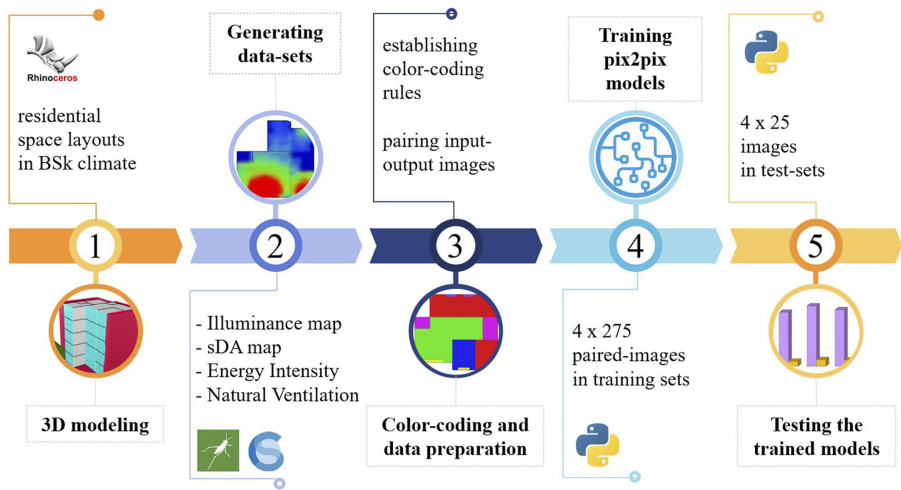 Rhinoceros
residential
space layouts
in BSk climate
1
3D modeling
Generating
data-sets
2
- Illuminance map
- sDA map
- Energy Intensity
- Natural Ventilation
establishing
color-coding
rules
pairing input-
output images
3
Color-coding and
data preparation
Training
pix2pix
models
4
4 x 275
paired-images
in training sets
4 x 25
images
in test-sets
5
Testing the
trained models